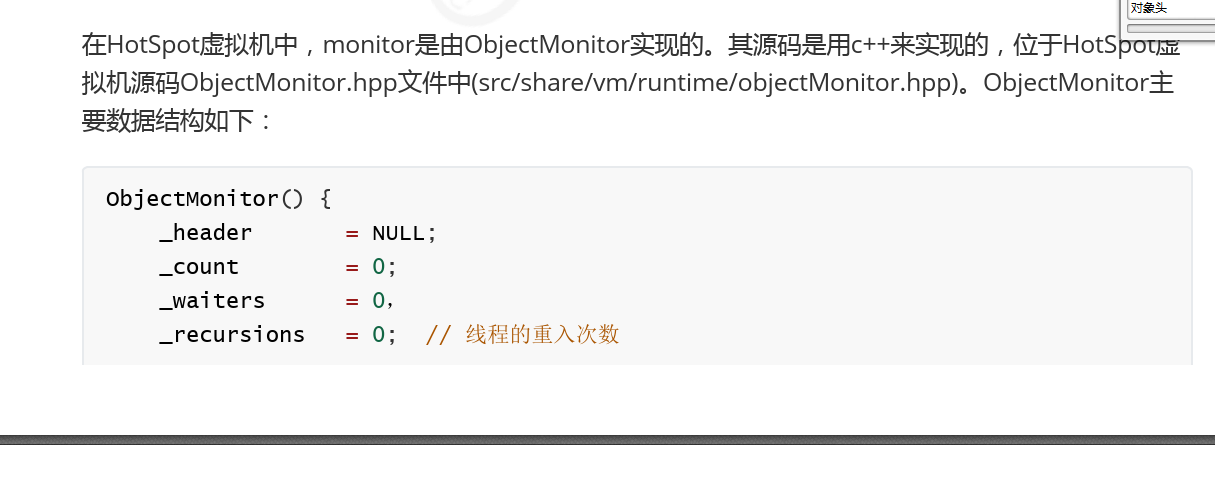 对象头
在HotSpot虚拟机中，monitor是由ObjectMonitor实现的。其源码是用c++来实现的，位于HotSpot虚
拟机源码ObjectMonitor.hpp文件中(src/share/vm/runtime/objectMonitor.hpp)。ObjectMonitor主
要数据结构如下：
ObjectMonitor() {
    _header       = NULL;
    _count        = 0;
    _waiters      = 0,
    _recursions   = 0;  // 线程的重入次数